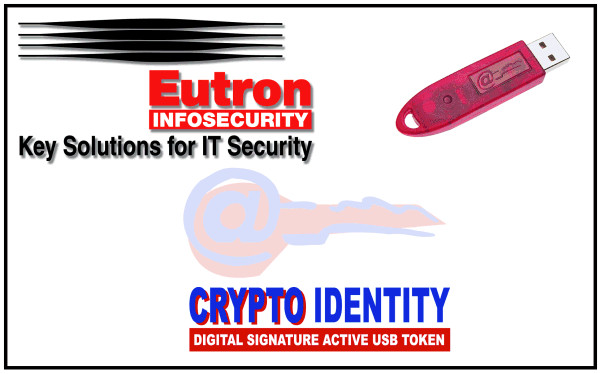 Eutron
INFOSECURITY
Key Solutions for IT Security
@
@
CRYPTO IDENTITY
DIGITAL SIGNATURE ACTIVE USB TOKEN